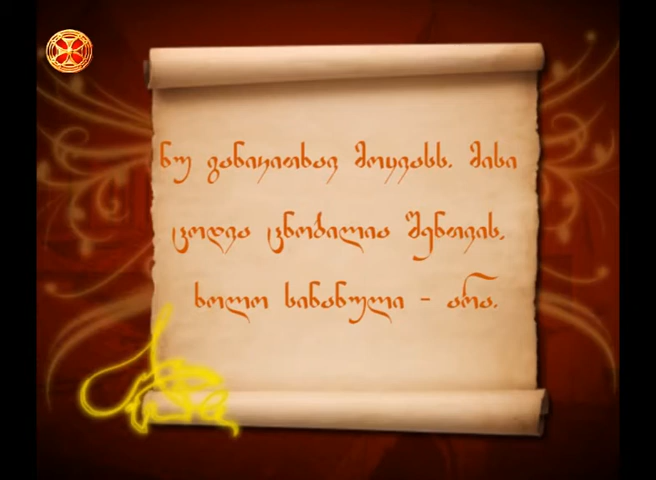 ნუ განიკითხავ მოყვასს. მისი
ცოდვა ცნობილია შენთვის,
ხოლო სინანული - არა.